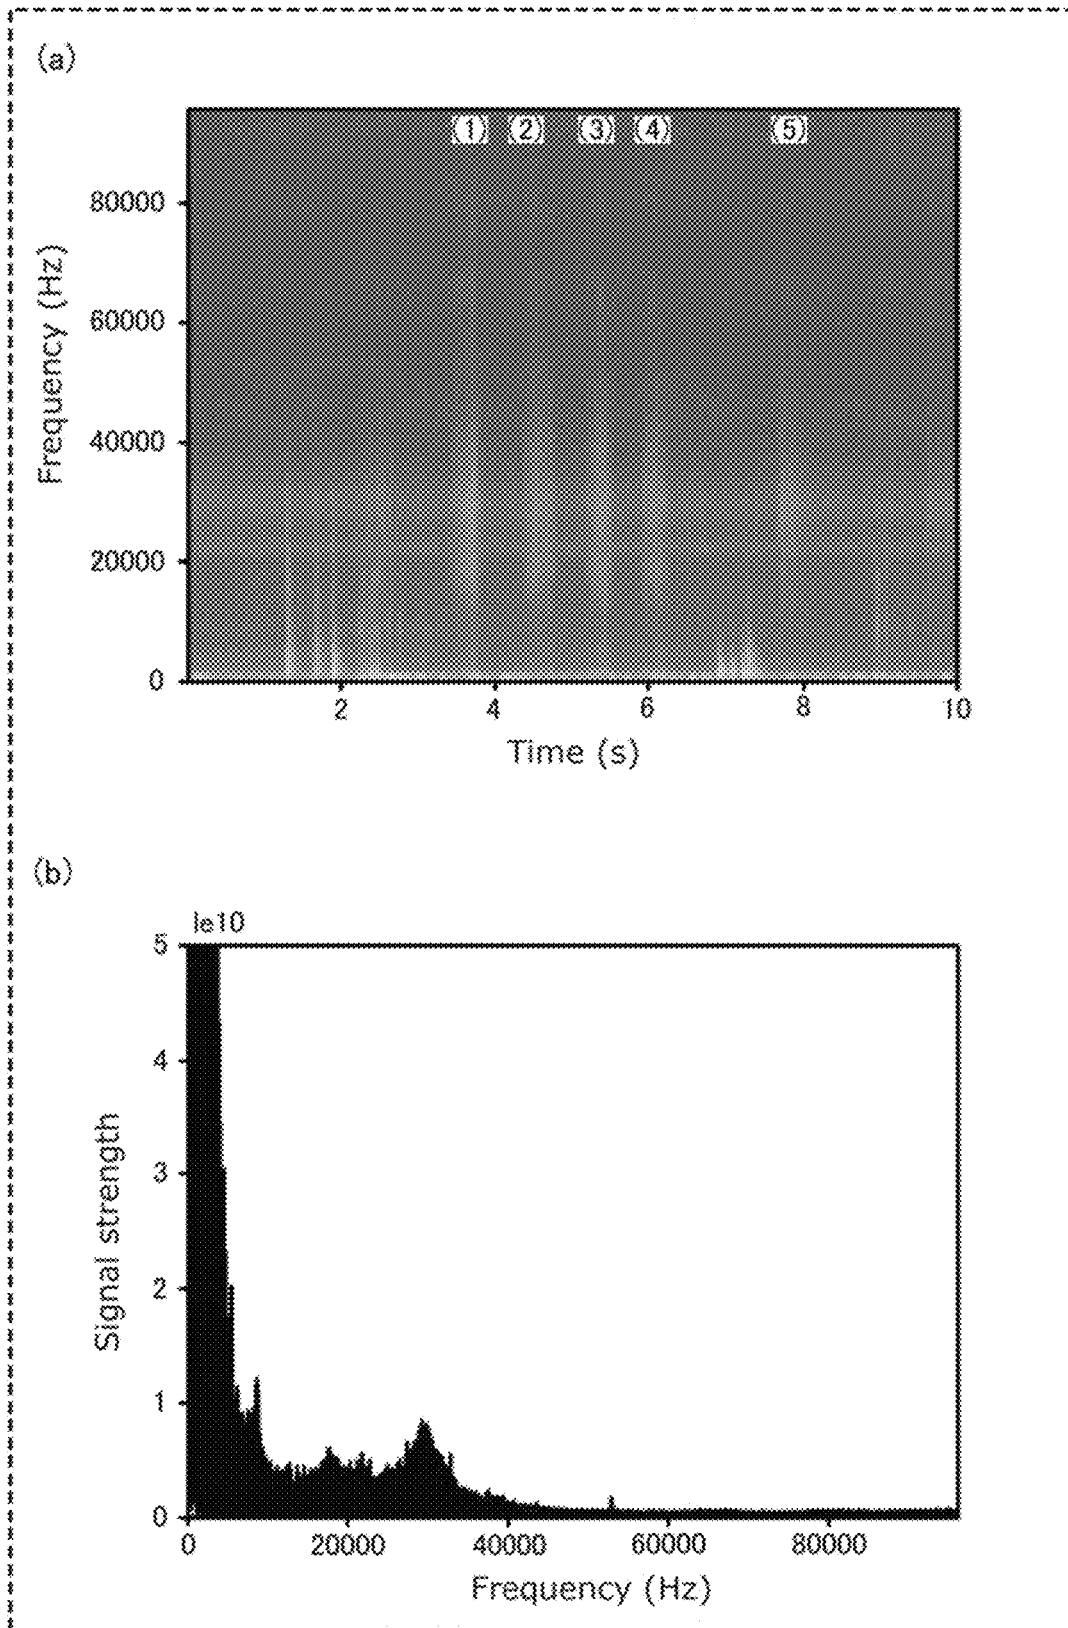 (a)
(1) (2) (3) (4) (5)
80000
60000
40000
20000
0
Frequency (Hz)
2 4 6 8 10
Time (s)
(b)
le10
5
4
3
2
1
0
Signal strength
0 20000 40000 60000 80000
Frequency (Hz)